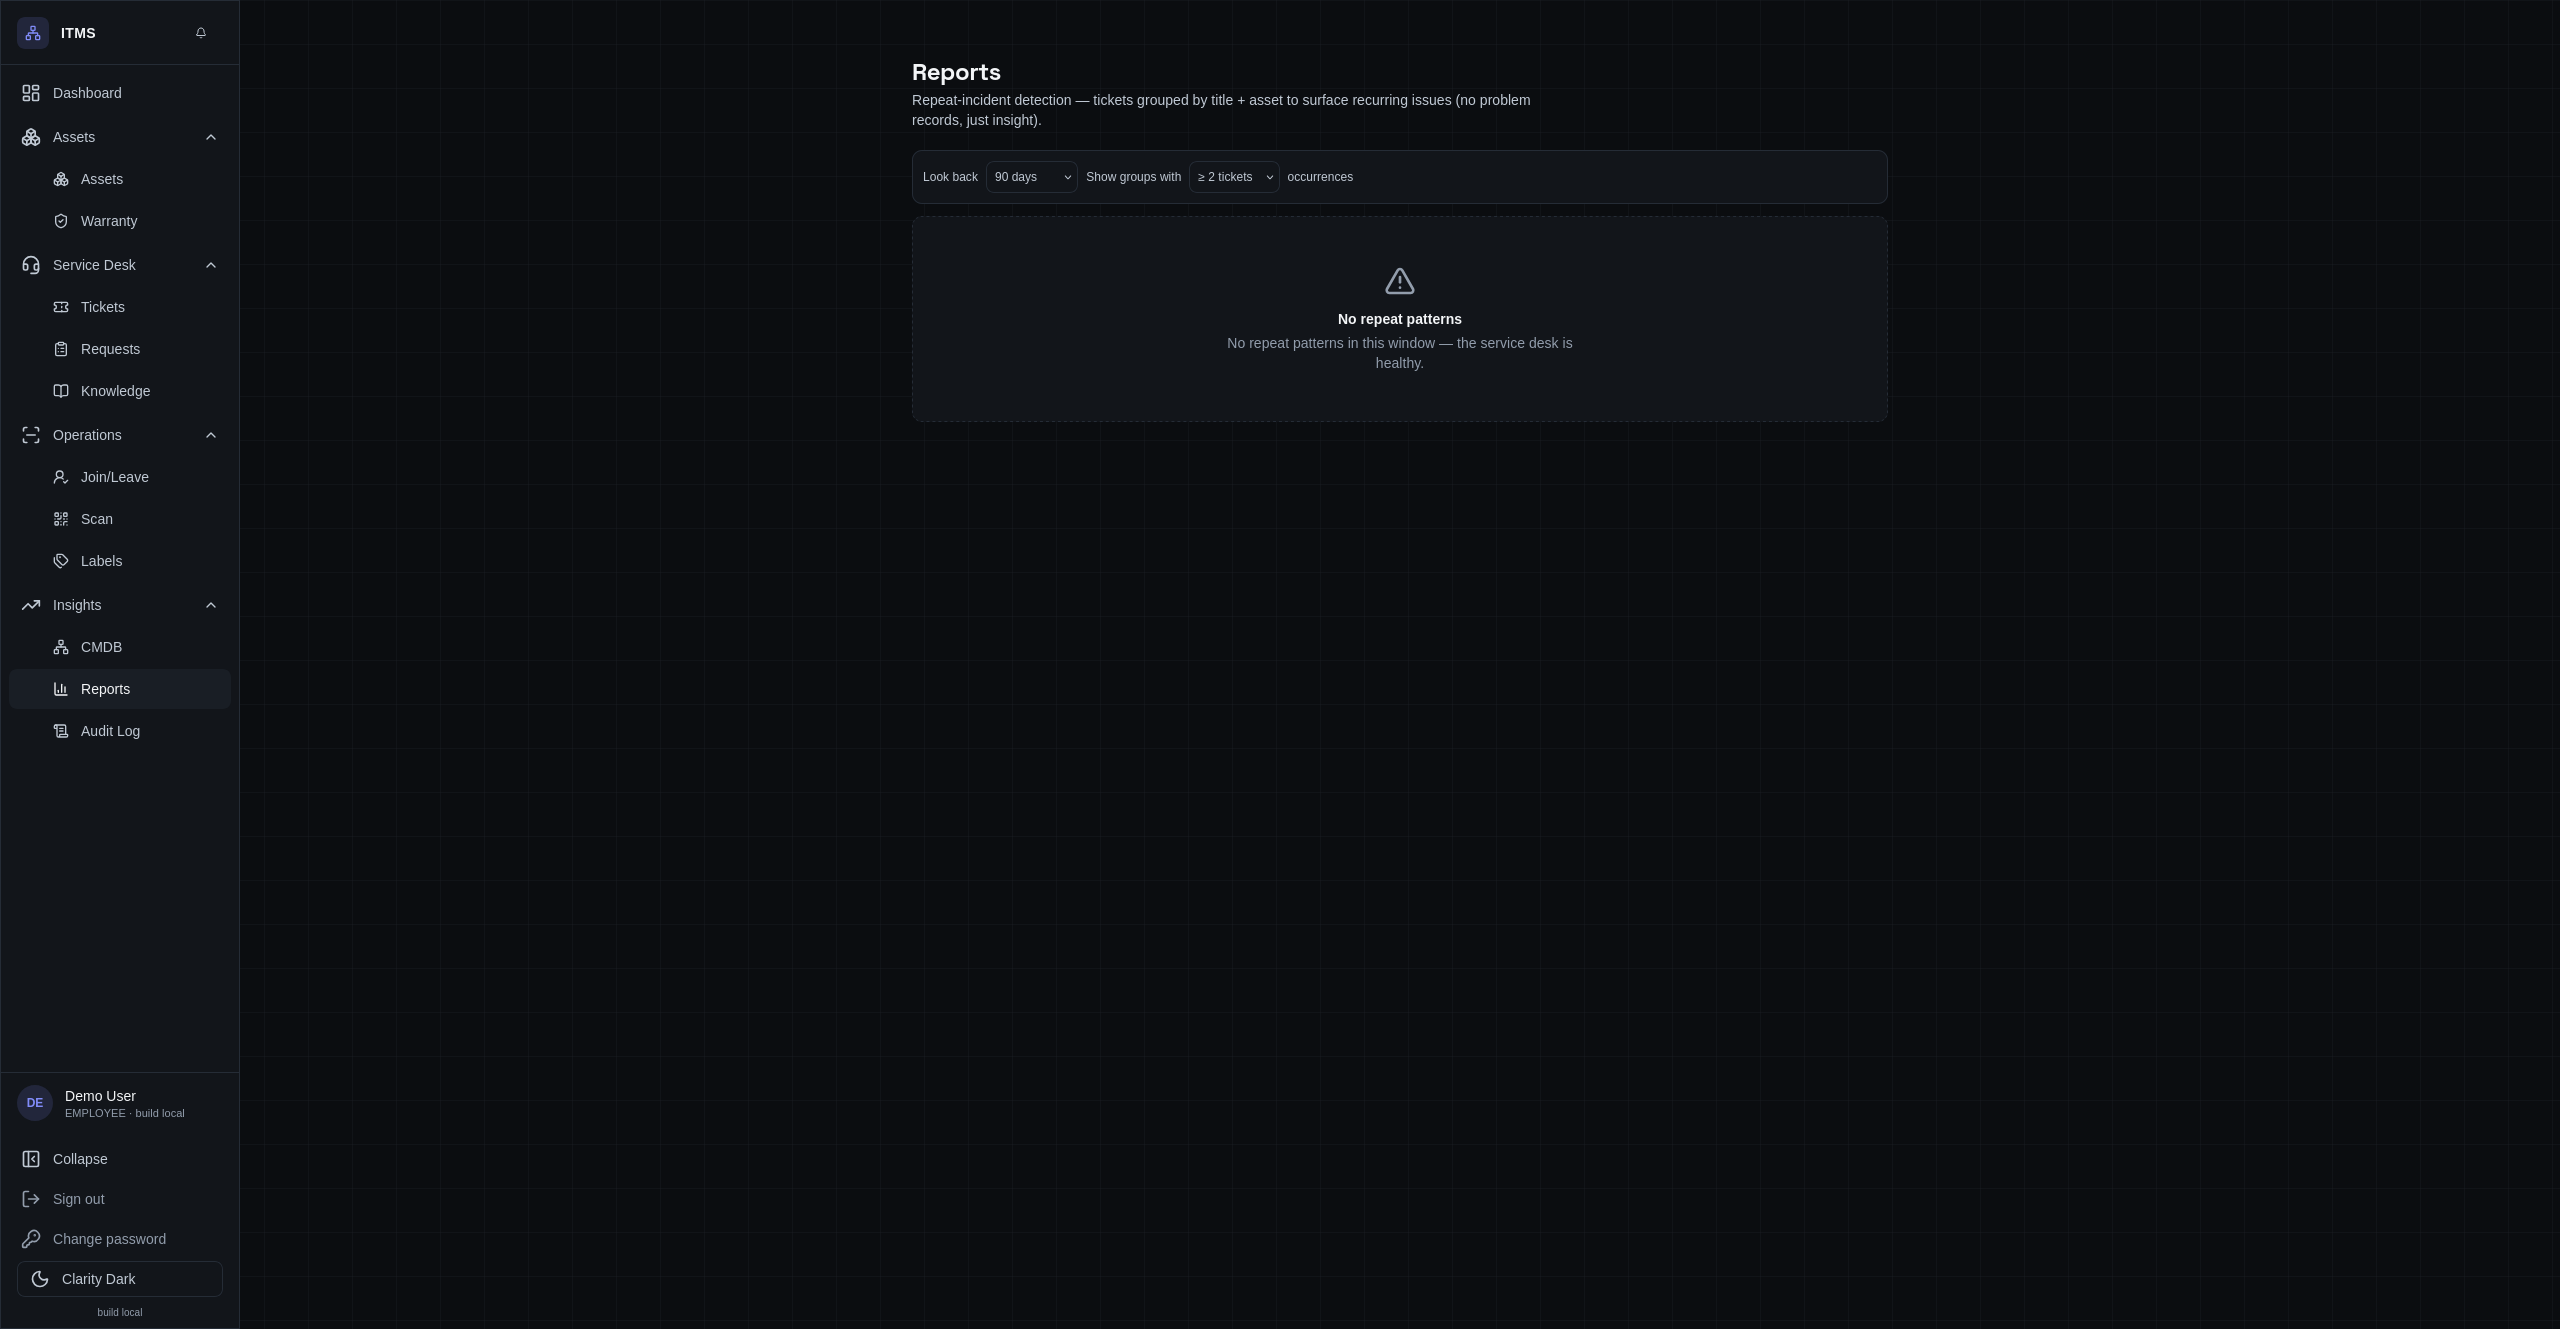 ITMS
Dashboard
Assets
Assets
Warranty
Service Desk
Tickets
Requests
Knowledge
Operations
Join/Leave
Scan
Labels
Insights
CMDB
Reports
Audit Log
DE
Demo User
EMPLOYEE · build local
Collapse
Sign out
Change password
Clarity Dark
build local
Reports
Repeat-incident detection — tickets grouped by title + asset to surface recurring issues (no problem
records, just insight).
Look back 90 days Show groups with ≥ 2 tickets occurrences
No repeat patterns
No repeat patterns in this window — the service desk is
healthy.